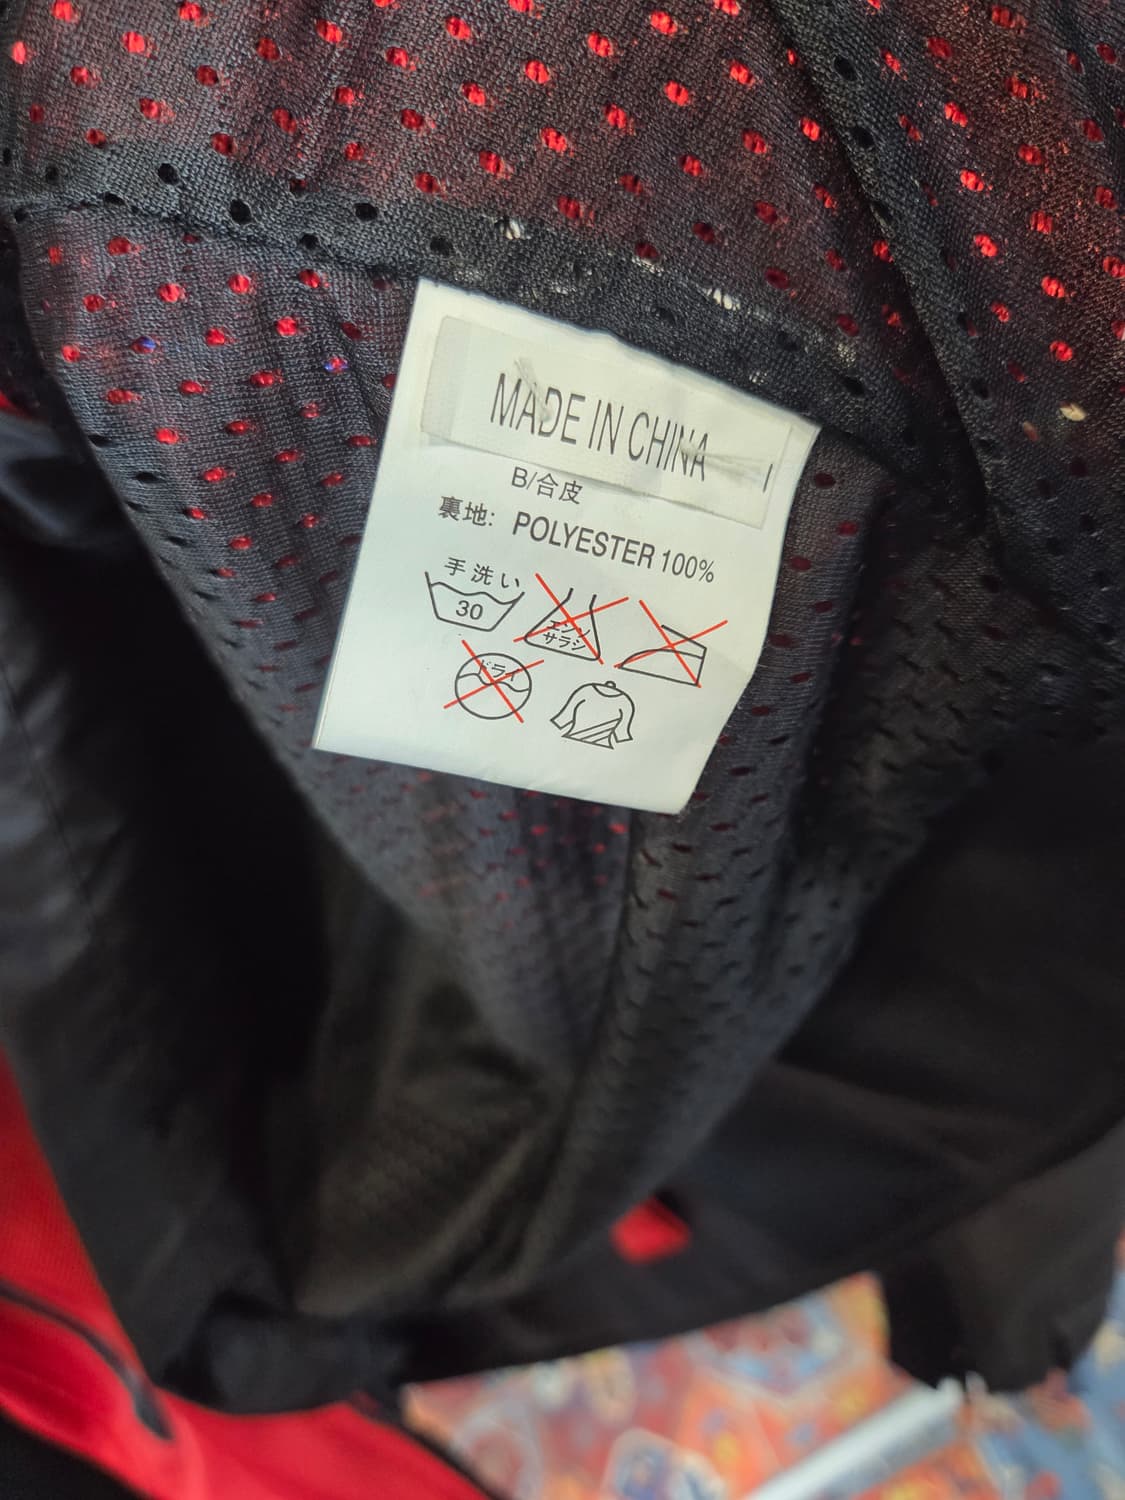 MADE IN CHINA
B/合皮
裏地: POLYESTER 100%
手洗い
30
エンソ
サラシ
ドライ